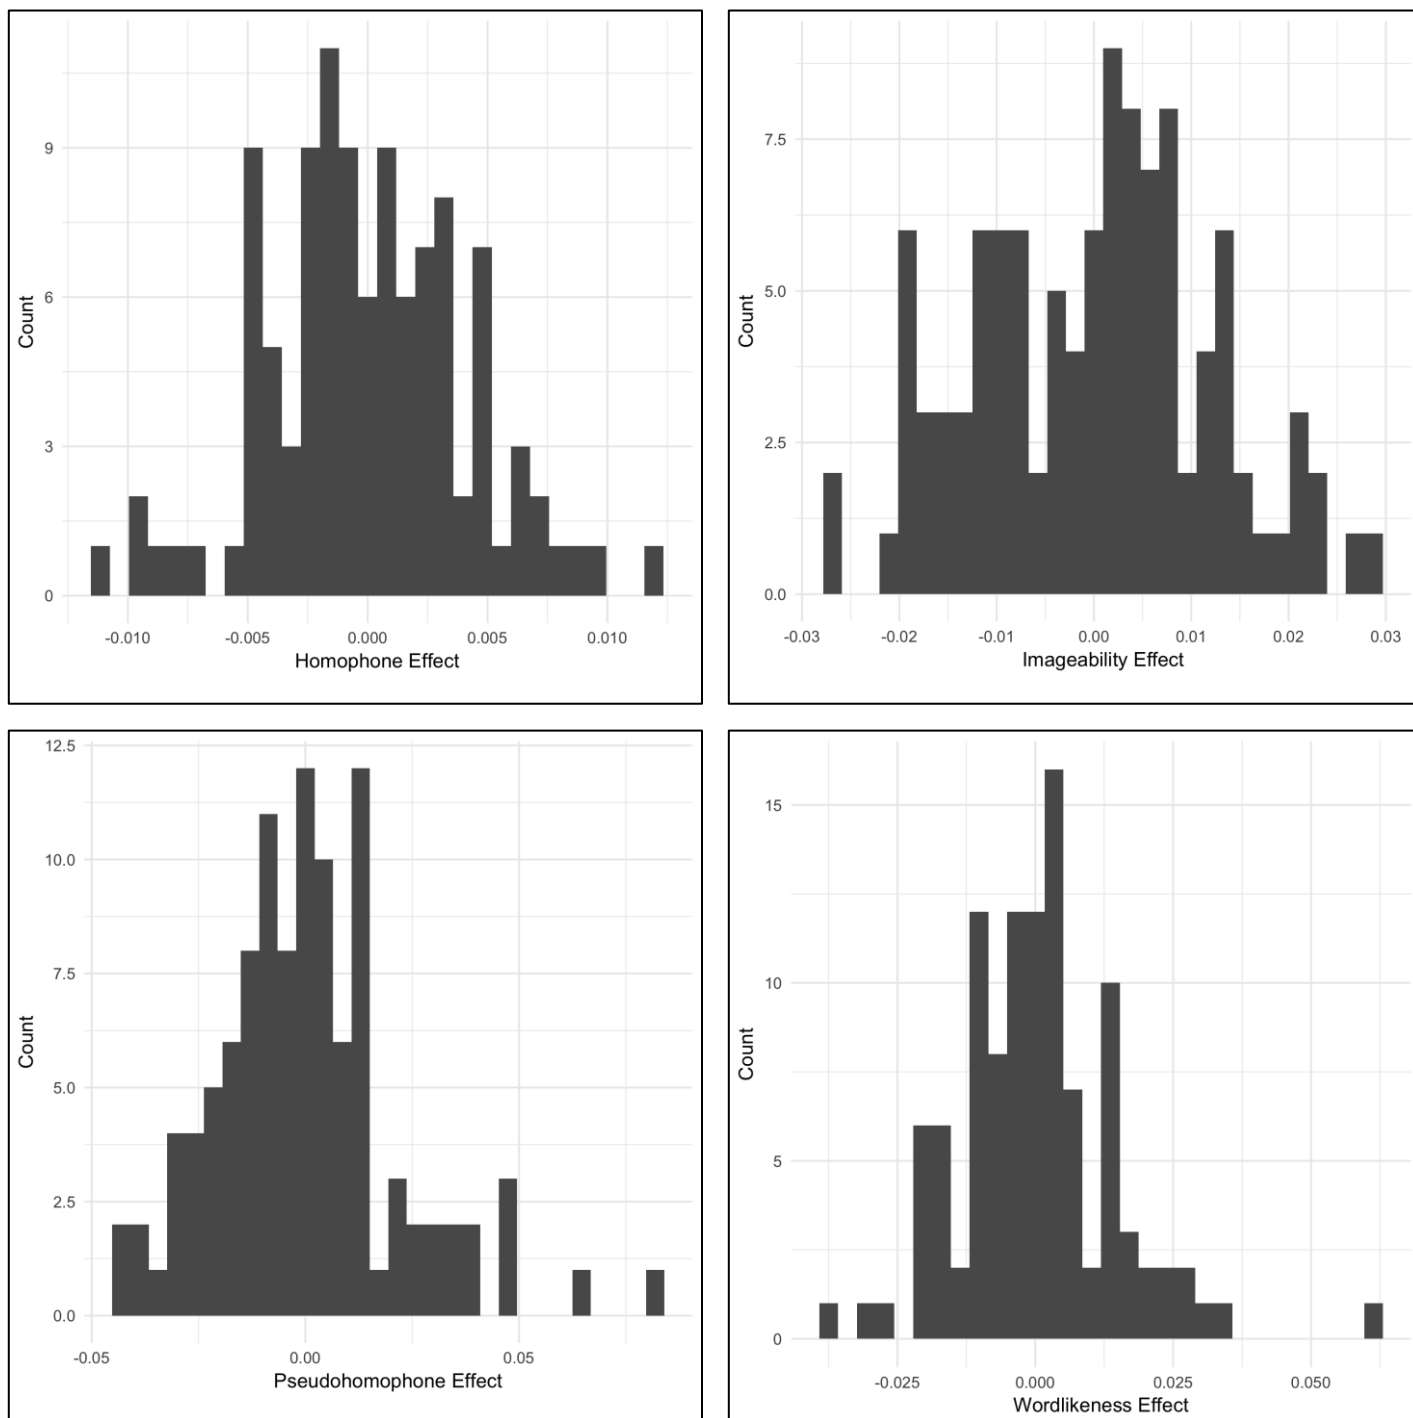 9
6
3
0
Count
-0.010 -0.005 0.000 0.005 0.010
Homophone Effect
7.5
5.0
2.5
0.0
Count
-0.03 -0.02 -0.01 0.00 0.01 0.02 0.03
Imageability Effect
12.5
10.0
7.5
5.0
2.5
0.0
Count
-0.05 0.00 0.05
Pseudohomophone Effect
15
10
5
0
Count
-0.025 0.000 0.025 0.050
Wordlikeness Effect